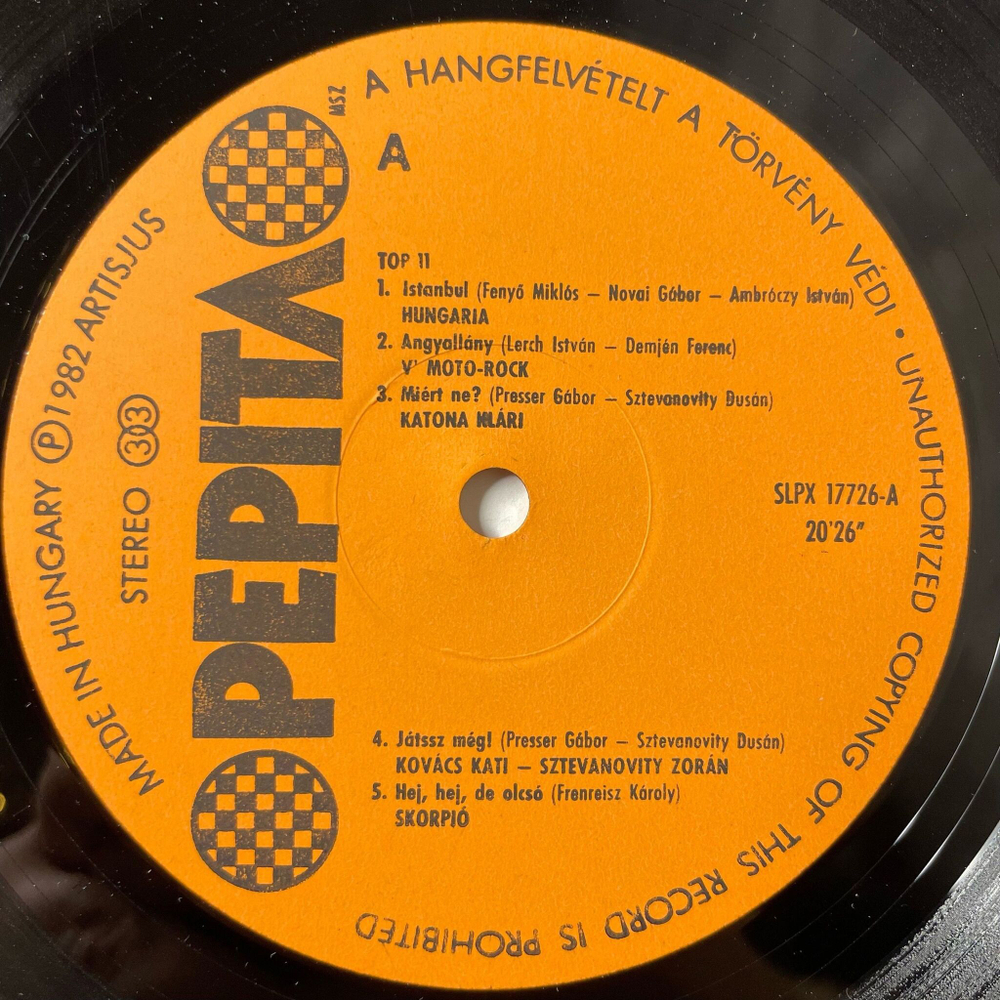 A HANGFELVÉTELT A TÖRVÉNY VÉDI • UNAUTHORIZED COPYING OF THIS RECORD IS PROHIBITED
MADE IN HUNGARY Ⓟ 1982 ARTISJUS
STEREO 33
PEPITA
MSZ
A
TOP 11
1. Istanbul (Fenyő Miklós – Novai Gábor – Ambróczy István)
HUNGARIA
2. Angyallány (Lerch István – Demjén Ferenc)
V' MOTO-ROCK
3. Miért ne? (Presser Gábor – Sztevanovity Dusán)
KATONA KLÁRI
SLPX 17726-A
20'26"
4. Játssz még! (Presser Gábor – Sztevanovity Dusán)
KOVÁCS KATI – SZTEVANOVITY ZORÁN
5. Hej, hej, de olcsó (Frenreisz Károly)
SKORPIÓ